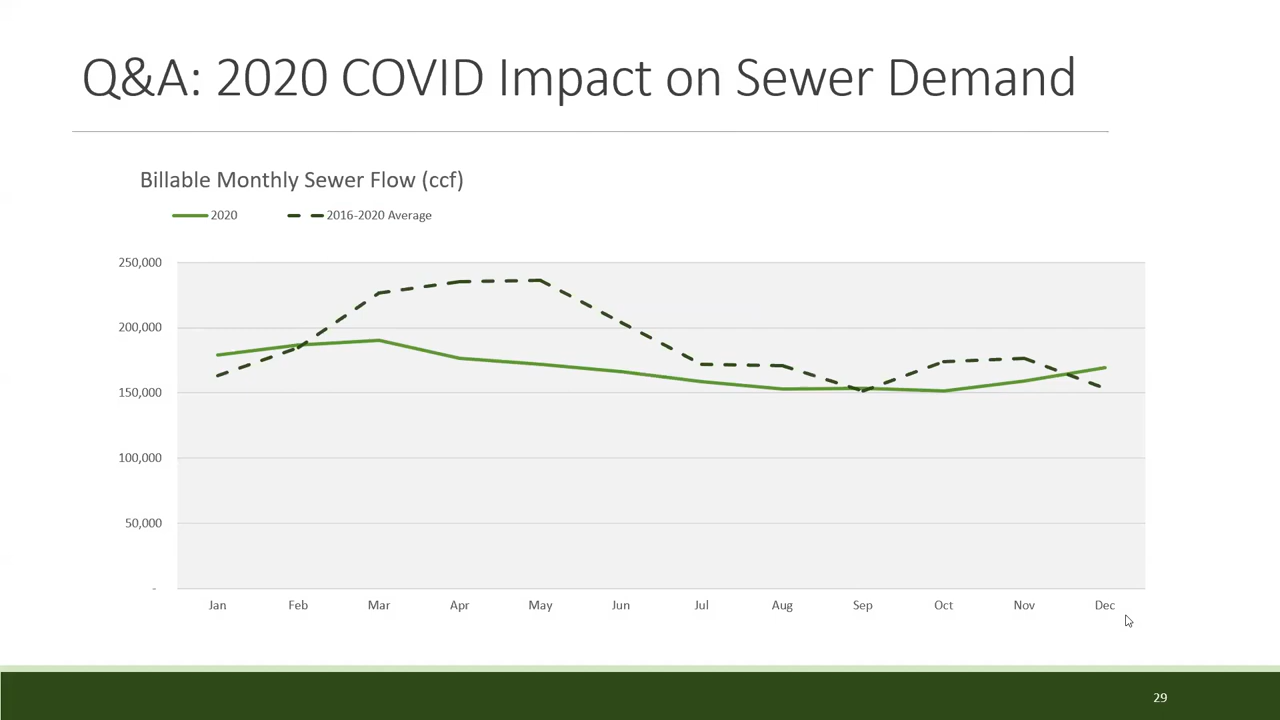 Q&A: 2020 COVID Impact on Sewer Demand
Billable Monthly Sewer Flow (ccf)
2020 2016-2020 Average
250,000
200,000
150,000
100,000
50,000
-
Jan Feb Mar Apr May Jun Jul Aug Sep Oct Nov Dec
29